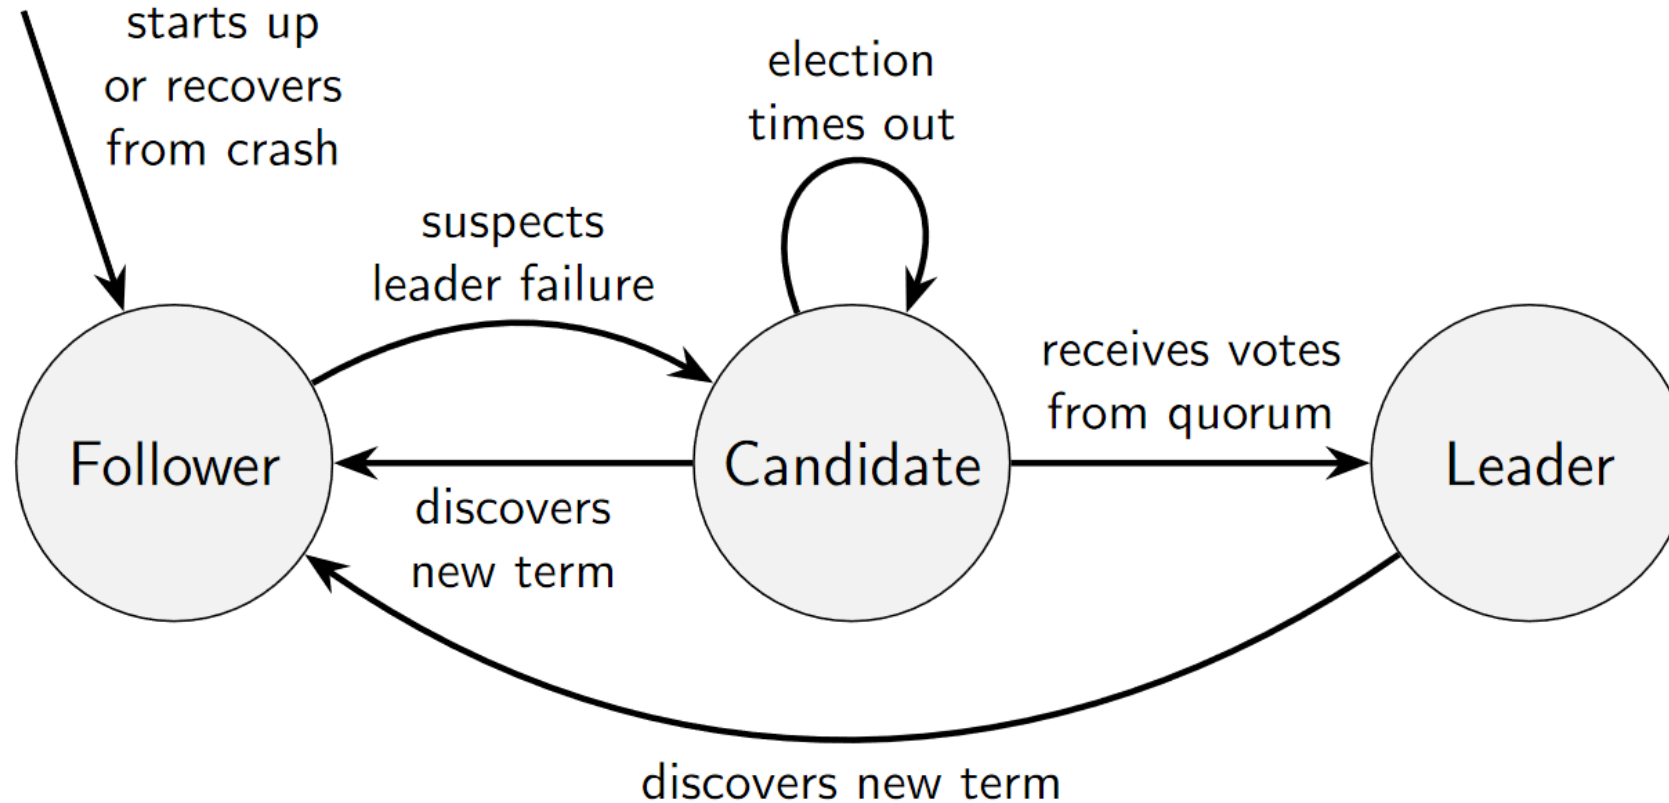 starts up
or recovers
from crash
election
times out
suspects
leader failure
receives votes
from quorum
Follower
Candidate
Leader
discovers
new term
discovers new term